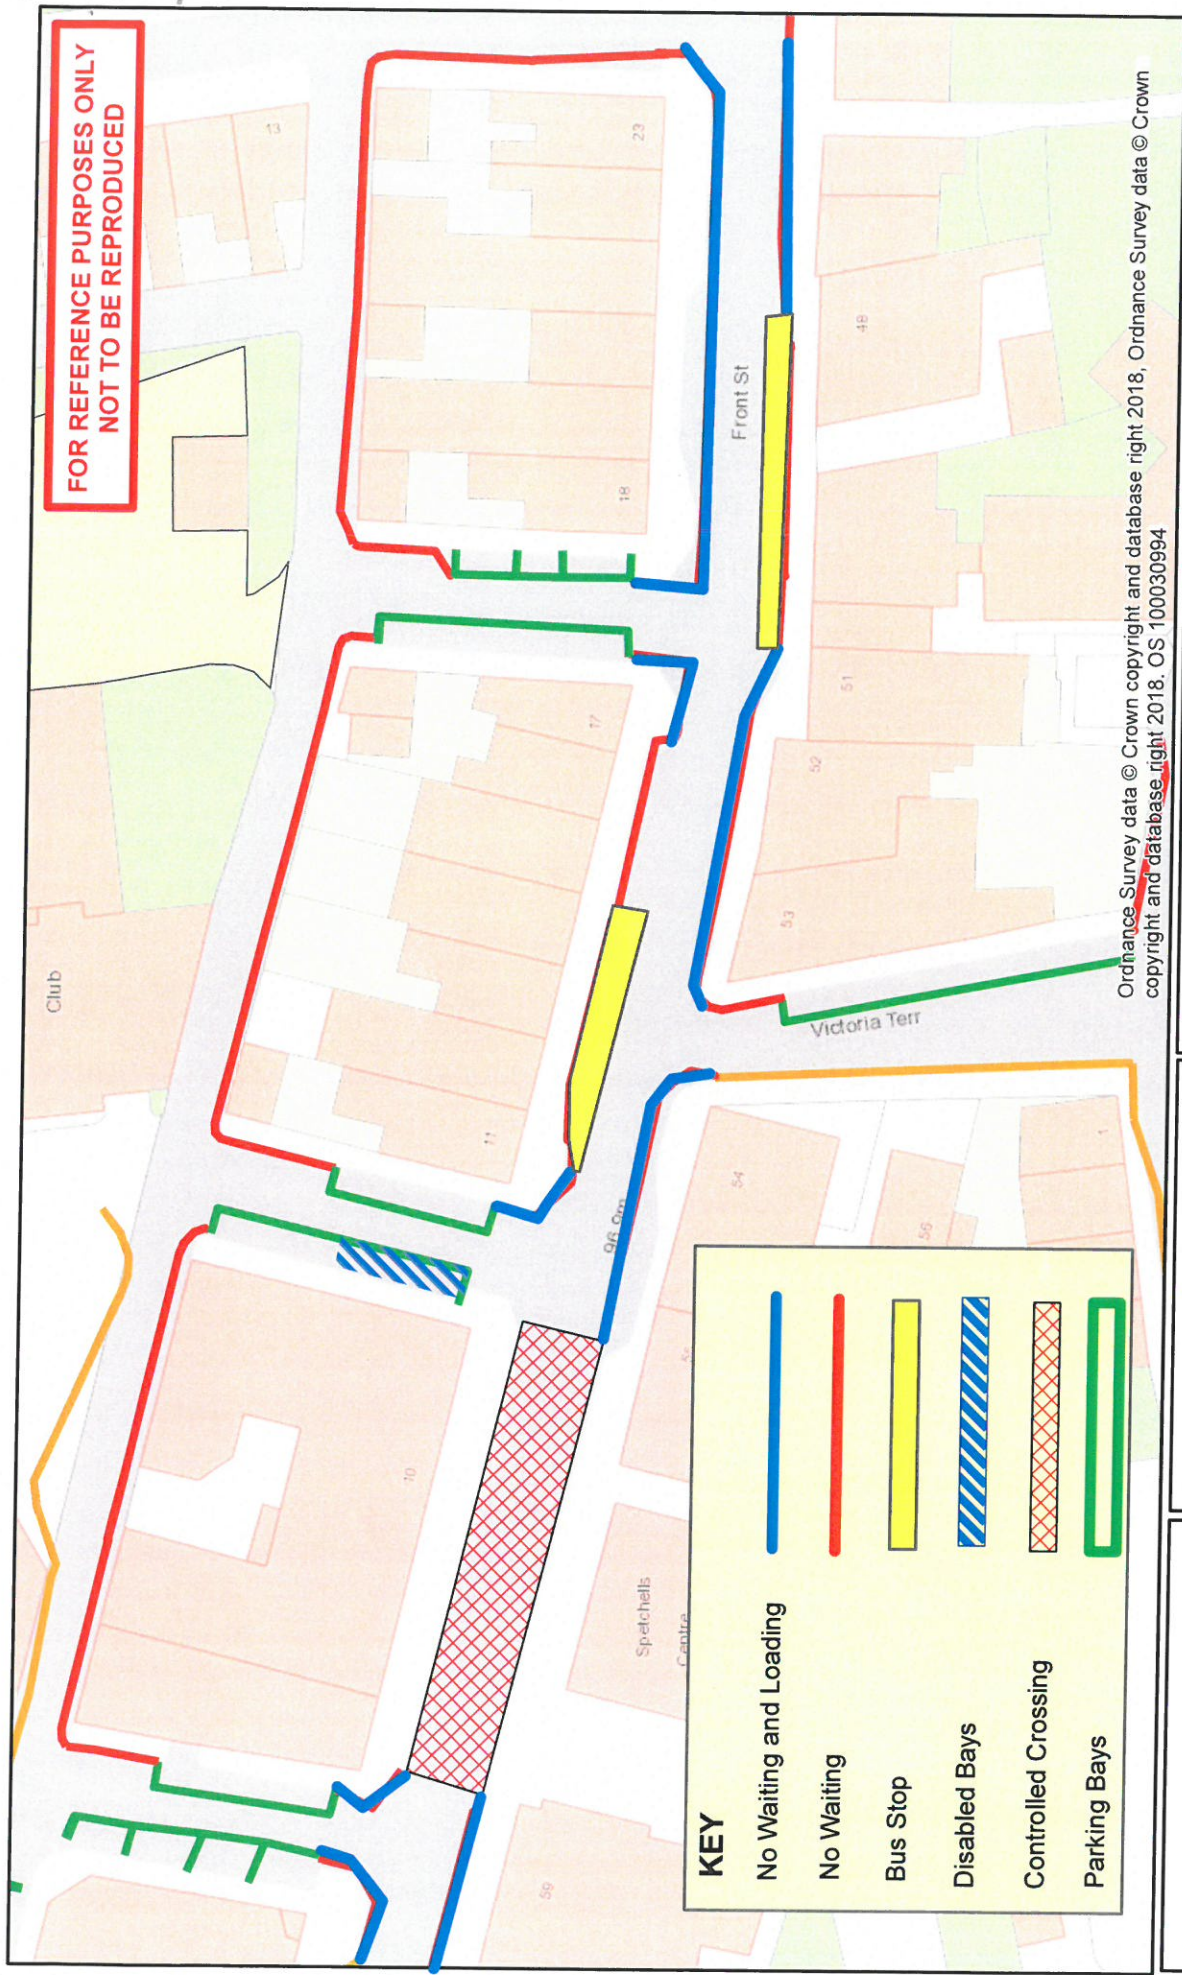 FOR REFERENCE PURPOSES ONLY
NOT TO BE REPRODUCED
Club
13
23
18
17
11
10
Front St
48
51
52
53
Victoria Terr
96.9m
54
56
1
Spetchells
Centre
59
KEY
No Waiting and Loading
No Waiting
Bus Stop
Disabled Bays
Controlled Crossing
Parking Bays
Ordnance Survey data © Crown copyright and database right 2018, Ordnance Survey data © Crown
copyright and database right 2018. OS 100030994